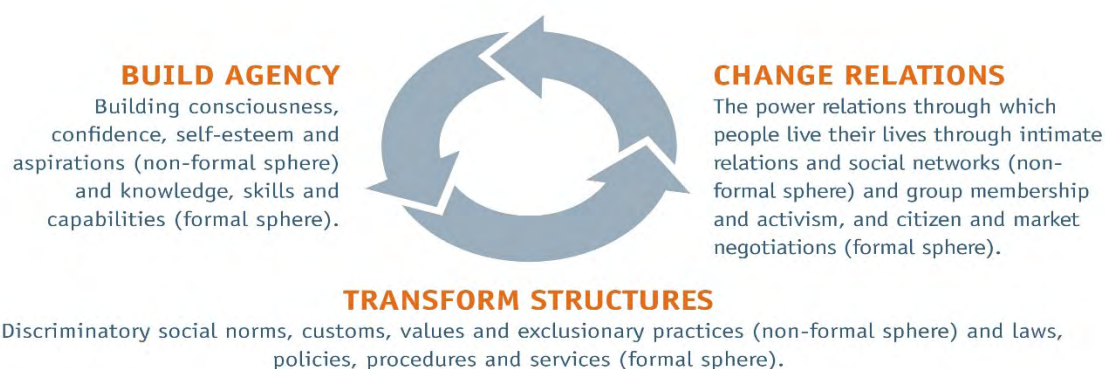 BUILD AGENCY
Building consciousness,
confidence, self-esteem and
aspirations (non-formal sphere)
and knowledge, skills and
capabilities (formal sphere).
CHANGE RELATIONS
The power relations through which
people live their lives through intimate
relations and social networks (non-
formal sphere) and group membership
and activism, and citizen and market
negotiations (formal sphere).
TRANSFORM STRUCTURES
Discriminatory social norms, customs, values and exclusionary practices (non-formal sphere) and laws,
policies, procedures and services (formal sphere).